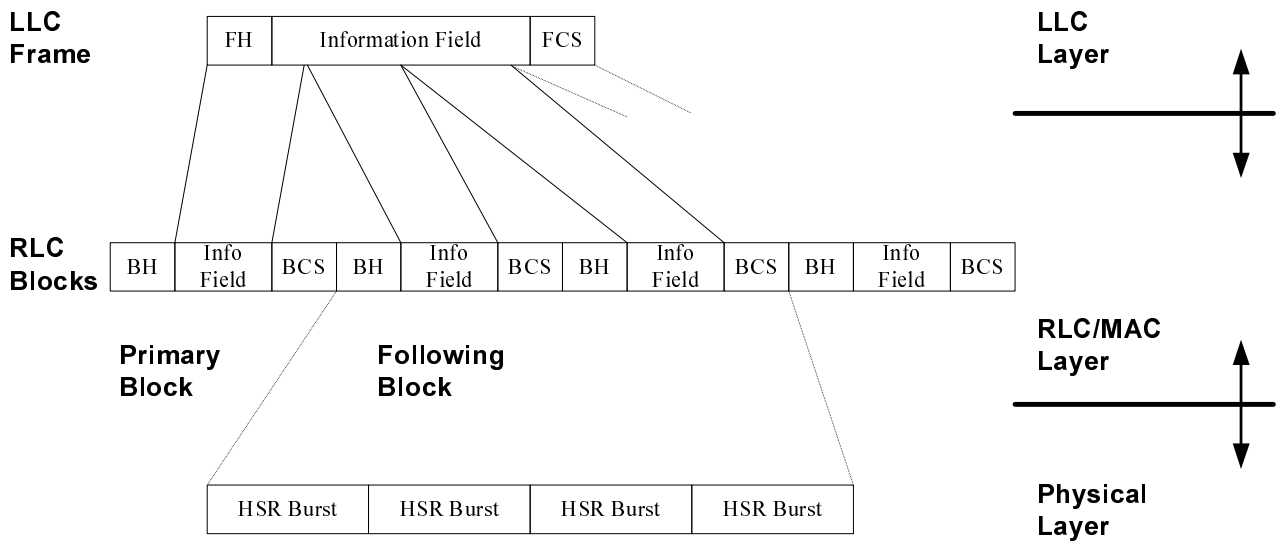 LLC
Frame
FH
Information Field
FCS
LLC
Layer
RLC
Blocks
BH
Info
Field
BCS
BH
Info
Field
BCS
BH
Info
Field
BCS
BH
Info
Field
BCS
Primary
Block
Following
Block
RLC/MAC
Layer
HSR Burst
HSR Burst
HSR Burst
HSR Burst
Physical
Layer